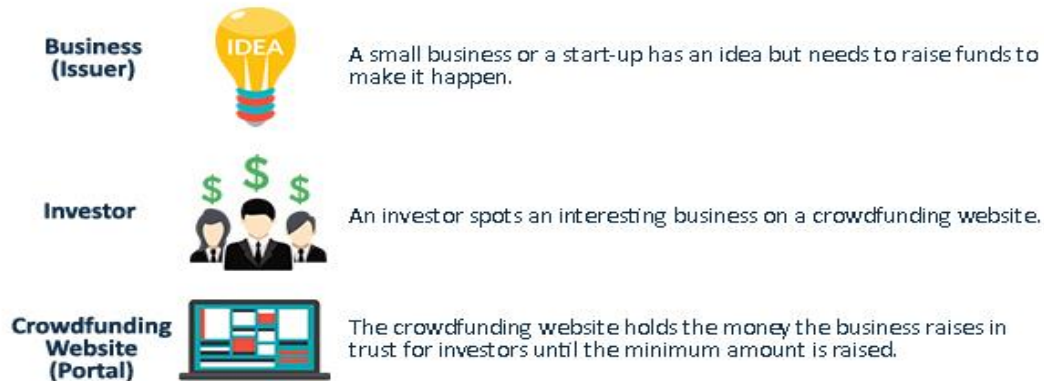 Business
(Issuer)
IDEA
A small business or a start-up has an idea but needs to raise funds to
make it happen.
$ $ $
Investor
An investor spots an interesting business on a crowdfunding website.
Crowdfunding
Website
(Portal)
The crowdfunding website holds the money the business raises in
trust for investors until the minimum amount is raised.